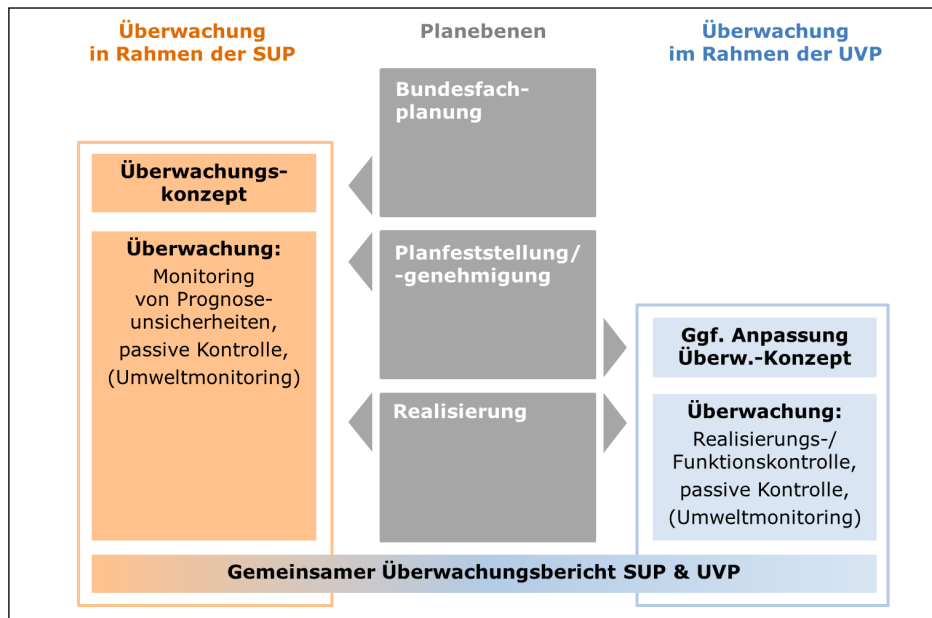 Überwachung
in Rahmen der SUP
Planebenen
Überwachung
im Rahmen der UVP
Bundesfach-
planung
Überwachungs-
konzept
Überwachung:
Monitoring
von Prognose-
unsicherheiten,
passive Kontrolle,
(Umweltmonitoring)
Planfeststellung/
-genehmigung
Ggf. Anpassung
Überw.-Konzept
Realisierung
Überwachung:
Realisierungs-/
Funktionskontrolle,
passive Kontrolle,
(Umweltmonitoring)
Gemeinsamer Überwachungsbericht SUP & UVP